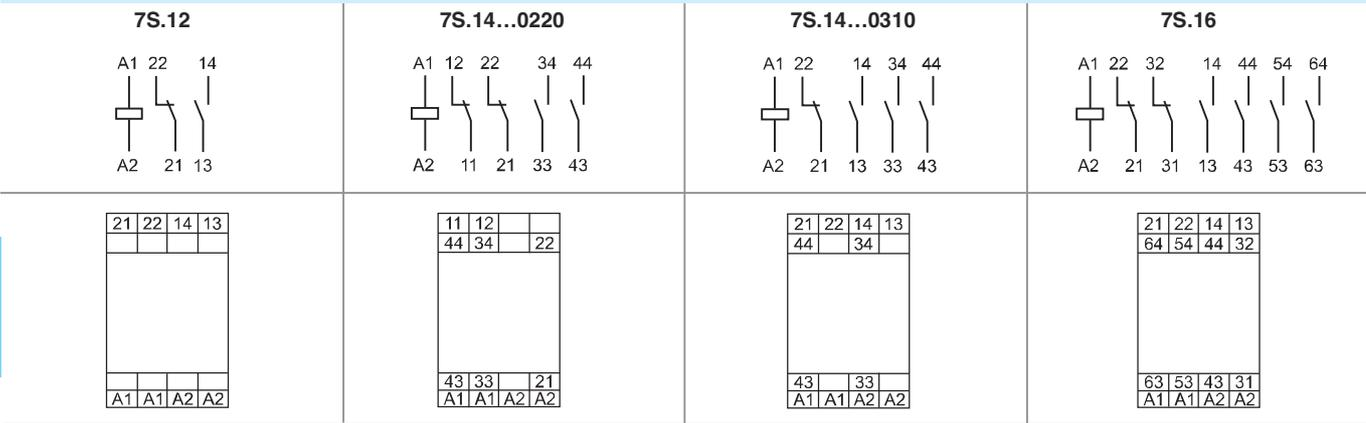 7S.12 7S.14…0220 7S.14…0310 7S.16
A1 22 14 A1 12 22 34 44 A1 22 14 34 44 A1 22 32 14 44 54 64
A2 21 13 A2 11 21 33 43 A2 21 13 33 43 A2 21 31 13 43 53 63
21 22 14 13 11 12 21 22 14 13 21 22 14 13
44 34 22 44 34 64 54 44 32
43 33 21 43 33 63 53 43 31
A1 A1 A2 A2 A1 A1 A2 A2 A1 A1 A2 A2 A1 A1 A2 A2